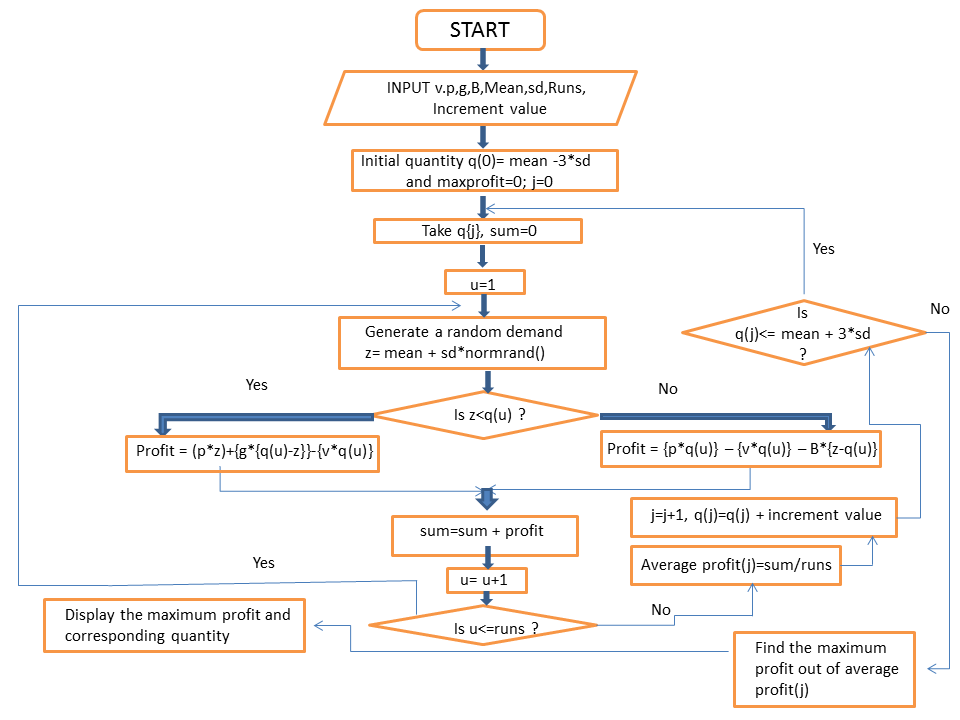 START
INPUT v.p,g,B,Mean,sd,Runs,
Increment value
Initial quantity q(0)= mean -3*sd
and maxprofit=0; j=0
Take q{j}, sum=0
u=1
Generate a random demand
z= mean + sd*normrand()
Is z<q(u) ?
Yes
No
Profit = (p*z)+{g*{q(u)-z}}-{v*q(u)}
Profit = {p*q(u)} – {v*q(u)} – B*{z-q(u)}
sum=sum + profit
u= u+1
Is u<=runs ?
Yes
No
Average profit(j)=sum/runs
j=j+1, q(j)=q(j) + increment value
Is
q(j)<= mean + 3*sd
?
Yes
No
Find the maximum
profit out of average
profit(j)
Display the maximum profit and
corresponding quantity